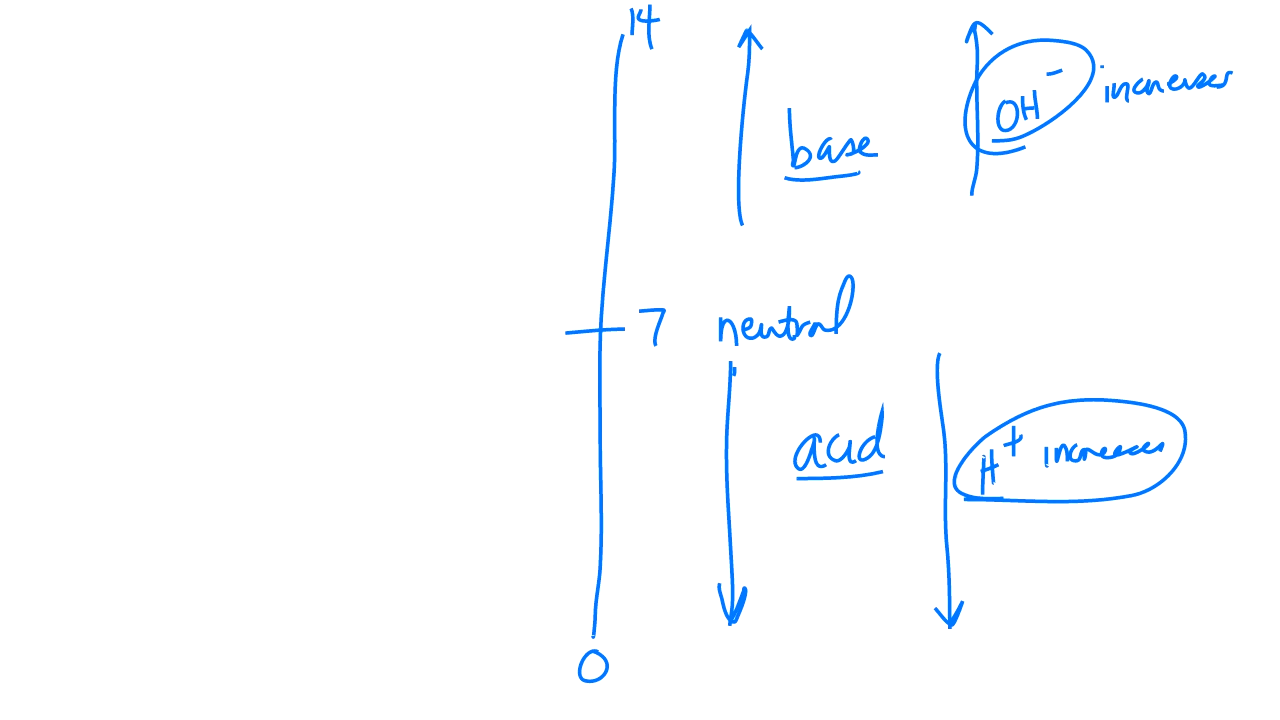 14
OH⁻ increases
base
7 neutral
acid
H⁺ increases
0